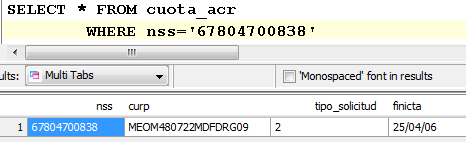 SELECT * FROM cuota_acr
WHERE nss='67804700838'
ults: Multi Tabs 'Monospaced' font in results
nss curp tipo_solicitud finicta
1 67804700838 MEOM480722MDFDRG09 2 25/04/06